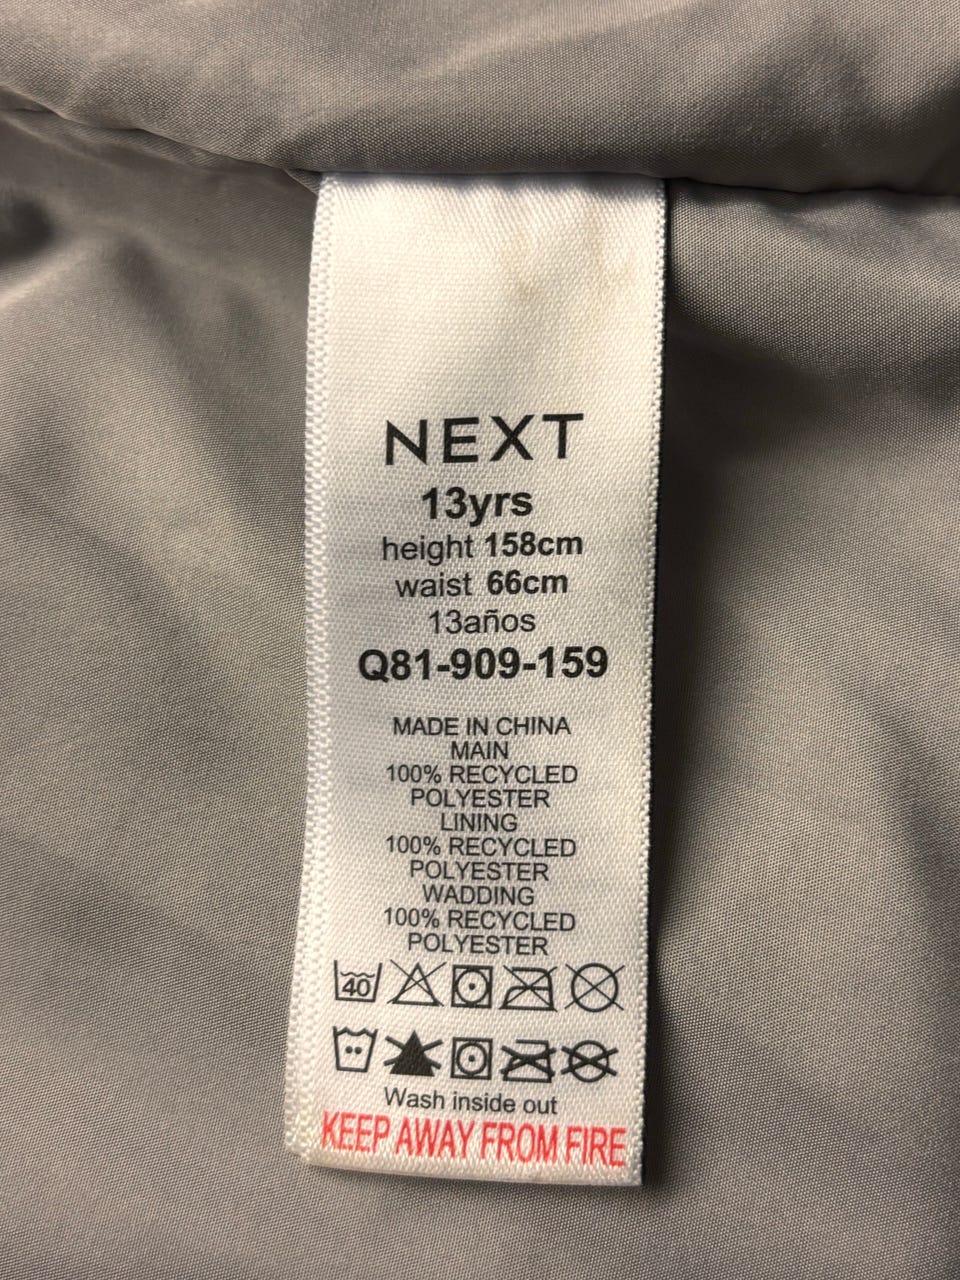 NEXT
13yrs
height 158cm
waist 66cm
13años
Q81-909-159
MADE IN CHINA
MAIN
100% RECYCLED
POLYESTER
LINING
100% RECYCLED
POLYESTER
WADDING
100% RECYCLED
POLYESTER
40
Wash inside out
KEEP AWAY FROM FIRE